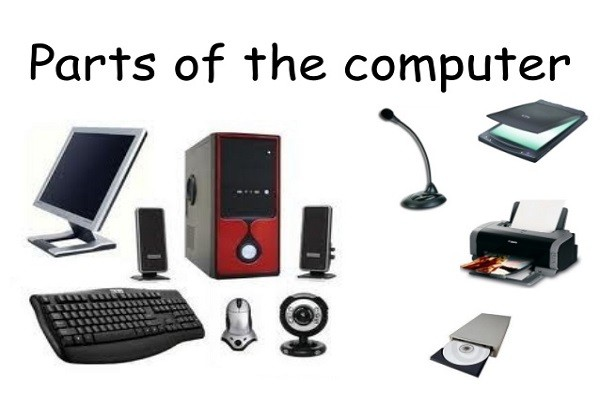 Parts of the computer